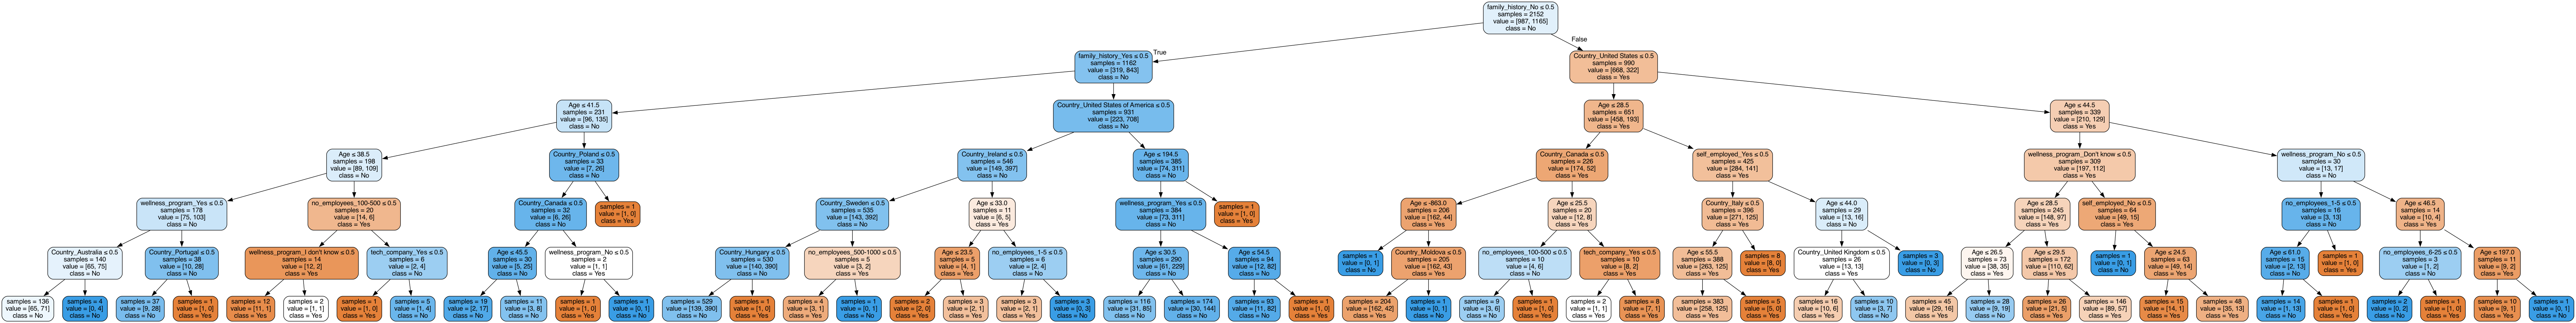 family_history_No ≤ 0.5
samples = 2152
value = [987, 1165]
class = No
True
False
family_history_Yes ≤ 0.5
samples = 1162
value = [319, 843]
class = No
Country_United States ≤ 0.5
samples = 990
value = [668, 322]
class = Yes
Age ≤ 41.5
samples = 231
value = [96, 135]
class = No
Country_United States of America ≤ 0.5
samples = 931
value = [223, 708]
class = No
Age ≤ 28.5
samples = 651
value = [458, 193]
class = Yes
Age ≤ 44.5
samples = 339
value = [210, 129]
class = Yes
Age ≤ 38.5
samples = 198
value = [89, 109]
class = No
Country_Poland ≤ 0.5
samples = 33
value = [7, 26]
class = No
Country_Ireland ≤ 0.5
samples = 546
value = [149, 397]
class = No
Age ≤ 194.5
samples = 385
value = [74, 311]
class = No
Country_Canada ≤ 0.5
samples = 226
value = [174, 52]
class = Yes
self_employed_Yes ≤ 0.5
samples = 425
value = [284, 141]
class = Yes
wellness_program_Don't know ≤ 0.5
samples = 309
value = [197, 112]
class = Yes
wellness_program_No ≤ 0.5
samples = 30
value = [13, 17]
class = No
wellness_program_Yes ≤ 0.5
samples = 178
value = [75, 103]
class = No
no_employees_100-500 ≤ 0.5
samples = 20
value = [14, 6]
class = Yes
Country_Canada ≤ 0.5
samples = 32
value = [6, 26]
class = No
samples = 1
value = [1, 0]
class = Yes
Country_Sweden ≤ 0.5
samples = 535
value = [143, 392]
class = No
Age ≤ 33.0
samples = 11
value = [6, 5]
class = Yes
wellness_program_Yes ≤ 0.5
samples = 384
value = [73, 311]
class = No
samples = 1
value = [1, 0]
class = Yes
Age ≤ -863.0
samples = 206
value = [162, 44]
class = Yes
Age ≤ 25.5
samples = 20
value = [12, 8]
class = Yes
Country_Italy ≤ 0.5
samples = 396
value = [271, 125]
class = Yes
Age ≤ 44.0
samples = 29
value = [13, 16]
class = No
Age ≤ 28.5
samples = 245
value = [148, 97]
class = Yes
self_employed_No ≤ 0.5
samples = 64
value = [49, 15]
class = Yes
no_employees_1-5 ≤ 0.5
samples = 16
value = [3, 13]
class = No
Age ≤ 46.5
samples = 14
value = [10, 4]
class = Yes
Country_Australia ≤ 0.5
samples = 140
value = [65, 75]
class = No
Country_Portugal ≤ 0.5
samples = 38
value = [10, 28]
class = No
wellness_program_I don't know ≤ 0.5
samples = 14
value = [12, 2]
class = Yes
tech_company_Yes ≤ 0.5
samples = 6
value = [2, 4]
class = No
Age ≤ 45.5
samples = 30
value = [5, 25]
class = No
wellness_program_No ≤ 0.5
samples = 2
value = [1, 1]
class = Yes
Country_Hungary ≤ 0.5
samples = 530
value = [140, 390]
class = No
no_employees_500-1000 ≤ 0.5
samples = 5
value = [3, 2]
class = Yes
Age ≤ 23.5
samples = 5
value = [4, 1]
class = Yes
no_employees_1-5 ≤ 0.5
samples = 6
value = [2, 4]
class = No
Age ≤ 30.5
samples = 290
value = [61, 229]
class = No
Age ≤ 54.5
samples = 94
value = [12, 82]
class = No
samples = 1
value = [0, 1]
class = No
Country_Moldova ≤ 0.5
samples = 205
value = [162, 43]
class = Yes
no_employees_100-500 ≤ 0.5
samples = 10
value = [4, 6]
class = No
tech_company_Yes ≤ 0.5
samples = 10
value = [8, 2]
class = Yes
Age ≤ 55.5
samples = 388
value = [263, 125]
class = Yes
samples = 8
value = [8, 0]
class = Yes
Country_United Kingdom ≤ 0.5
samples = 26
value = [13, 13]
class = Yes
samples = 3
value = [0, 3]
class = No
Age ≤ 26.5
samples = 73
value = [38, 35]
class = Yes
Age ≤ 29.5
samples = 172
value = [110, 62]
class = Yes
samples = 1
value = [0, 1]
class = No
Age ≤ 24.5
samples = 63
value = [49, 14]
class = Yes
Age ≤ 61.0
samples = 15
value = [2, 13]
class = No
samples = 1
value = [1, 0]
class = Yes
no_employees_6-25 ≤ 0.5
samples = 3
value = [1, 2]
class = No
Age ≤ 197.0
samples = 11
value = [9, 2]
class = Yes
samples = 136
value = [65, 71]
class = No
samples = 4
value = [0, 4]
class = No
samples = 37
value = [9, 28]
class = No
samples = 1
value = [1, 0]
class = Yes
samples = 12
value = [11, 1]
class = Yes
samples = 2
value = [1, 1]
class = Yes
samples = 1
value = [1, 0]
class = Yes
samples = 5
value = [1, 4]
class = No
samples = 19
value = [2, 17]
class = No
samples = 11
value = [3, 8]
class = No
samples = 1
value = [1, 0]
class = Yes
samples = 1
value = [0, 1]
class = No
samples = 529
value = [139, 390]
class = No
samples = 1
value = [1, 0]
class = Yes
samples = 4
value = [3, 1]
class = Yes
samples = 1
value = [0, 1]
class = No
samples = 2
value = [2, 0]
class = Yes
samples = 3
value = [2, 1]
class = Yes
samples = 3
value = [2, 1]
class = Yes
samples = 3
value = [0, 3]
class = No
samples = 116
value = [31, 85]
class = No
samples = 174
value = [30, 144]
class = No
samples = 93
value = [11, 82]
class = No
samples = 1
value = [1, 0]
class = Yes
samples = 204
value = [162, 42]
class = Yes
samples = 1
value = [0, 1]
class = No
samples = 9
value = [3, 6]
class = No
samples = 1
value = [1, 0]
class = Yes
samples = 2
value = [1, 1]
class = Yes
samples = 8
value = [7, 1]
class = Yes
samples = 383
value = [258, 125]
class = Yes
samples = 5
value = [5, 0]
class = Yes
samples = 16
value = [10, 6]
class = Yes
samples = 10
value = [3, 7]
class = No
samples = 45
value = [29, 16]
class = Yes
samples = 28
value = [9, 19]
class = No
samples = 26
value = [21, 5]
class = Yes
samples = 146
value = [89, 57]
class = Yes
samples = 15
value = [14, 1]
class = Yes
samples = 48
value = [35, 13]
class = Yes
samples = 14
value = [1, 13]
class = No
samples = 1
value = [1, 0]
class = Yes
samples = 2
value = [0, 2]
class = No
samples = 1
value = [1, 0]
class = Yes
samples = 10
value = [9, 1]
class = Yes
samples = 1
value = [0, 1]
class = No